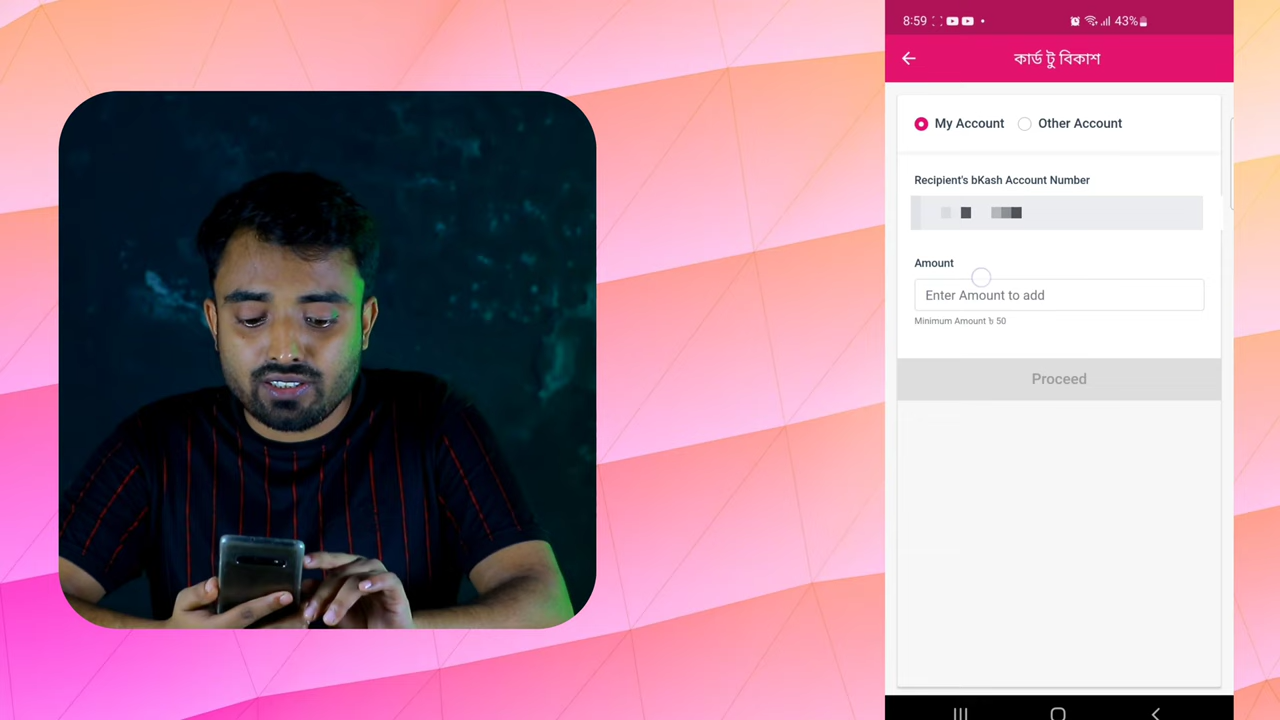 8:59
43%
কার্ড টু বিকাশ
My Account
Other Account
Recipient's bKash Account Number
Amount
Enter Amount to add
Minimum Amount ৳ 50
Proceed